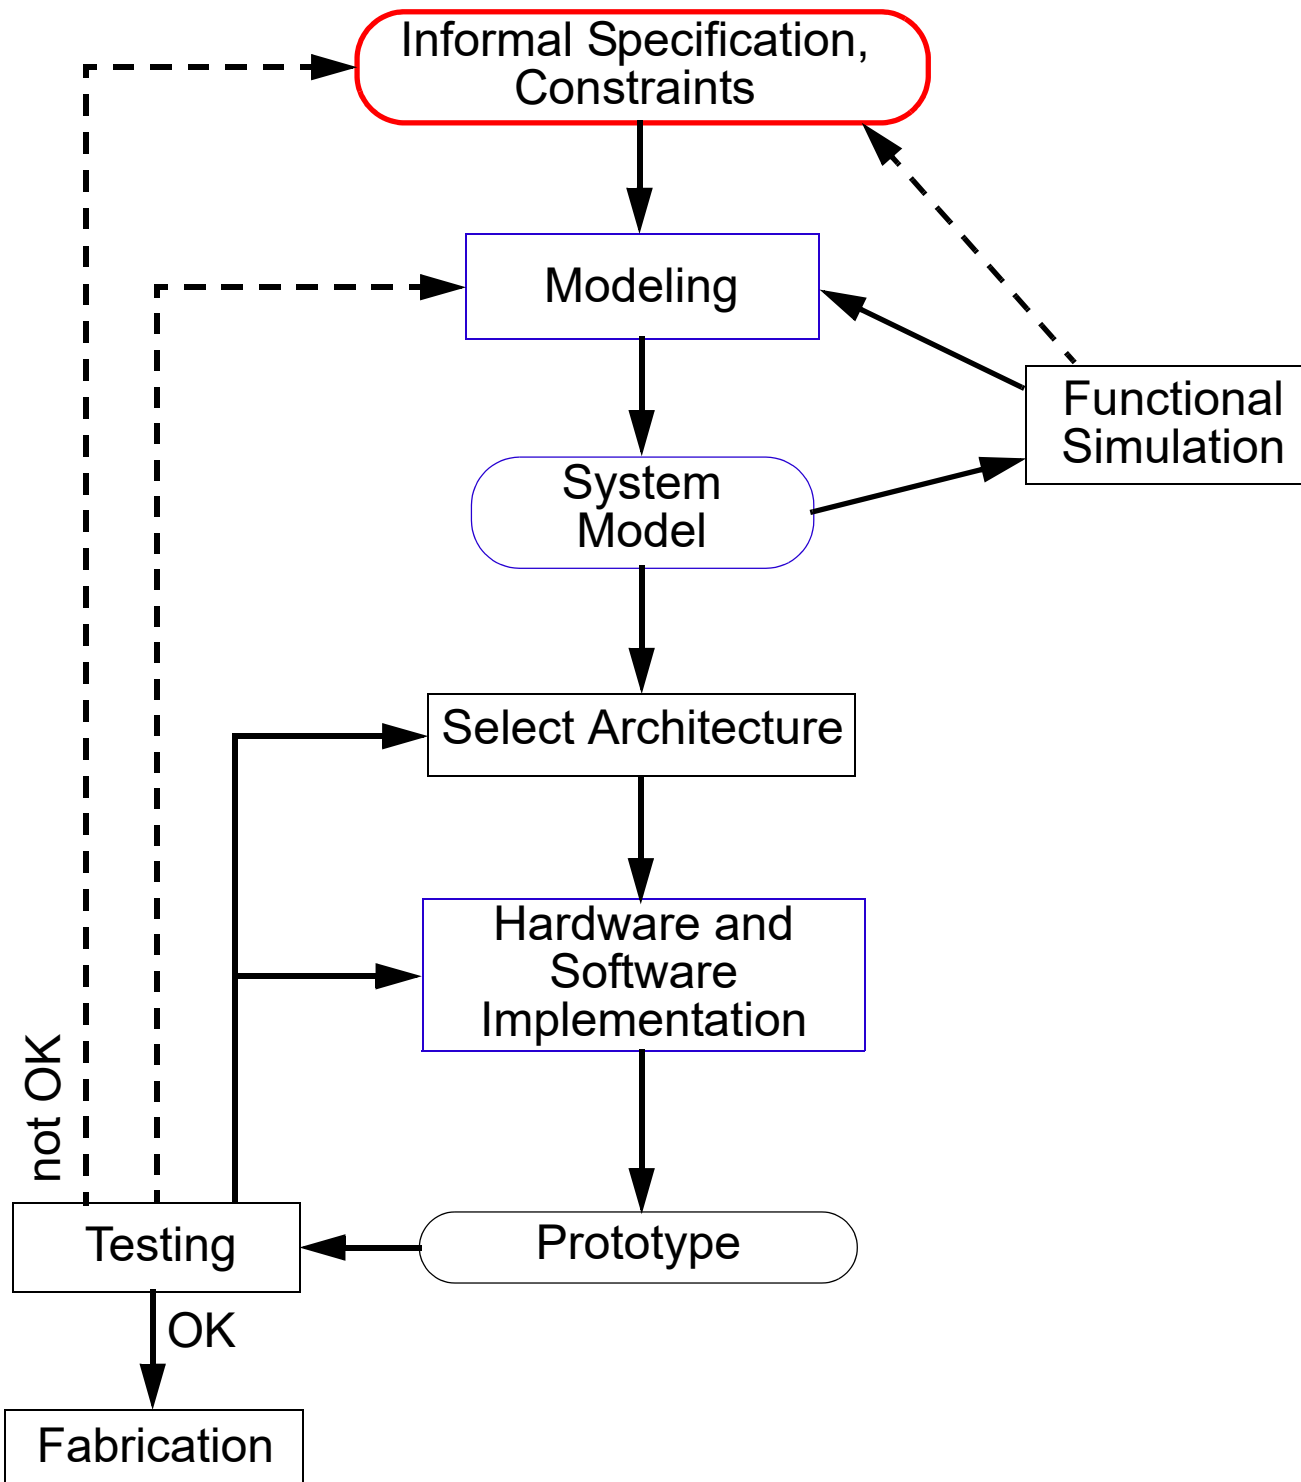 Informal Specification,
Constraints
Modeling
Functional
Simulation
System
Model
Select Architecture
Hardware and
Software
Implementation
not OK
Testing
Prototype
OK
Fabrication